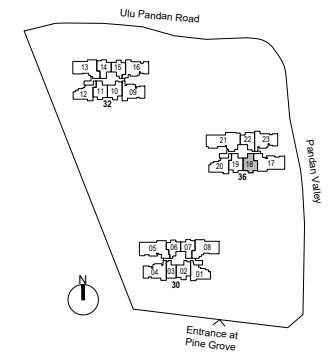 Ulu Pandan Road
13 14 15 16
12 11 10 09
32
21 22 23
20 19 18 17
36
Pandan Valley
05 06 07 08
04 03 02 01
30
N
Entrance at
Pine Grove